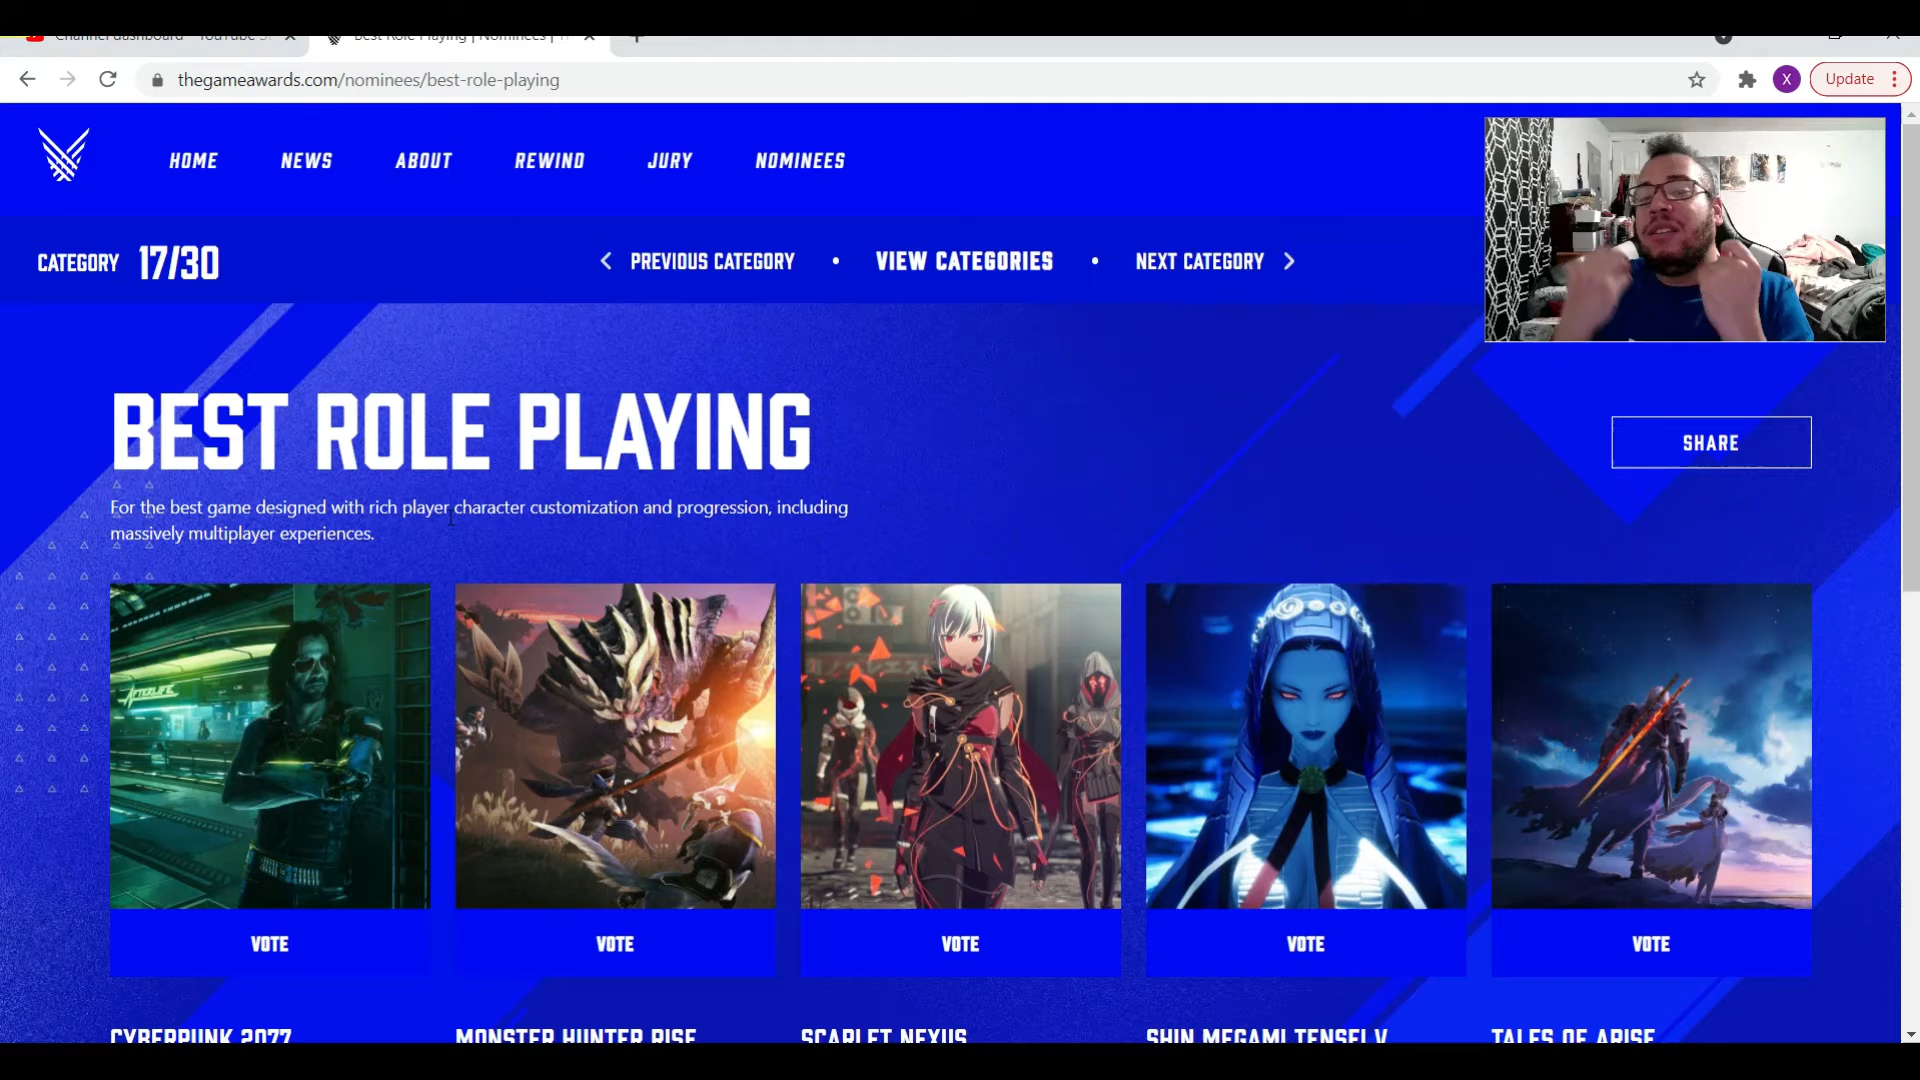 Channel dashboard - YouTube S
Best Role Playing | Nominees |
thegameawards.com/nominees/best-role-playing
X
Update
HOME
NEWS
ABOUT
REWIND
JURY
NOMINEES
CATEGORY 17/30
PREVIOUS CATEGORY
VIEW CATEGORIES
NEXT CATEGORY
BEST ROLE PLAYING
SHARE
For the best game designed with rich player character customization and progression, including
massively multiplayer experiences.
AFTERLIFE
VOTE
VOTE
VOTE
VOTE
VOTE
CYBERPUNK 2077
MONSTER HUNTER RISE
SCARLET NEXUS
SHIN MEGAMI TENSEI V
TALES OF ARISE